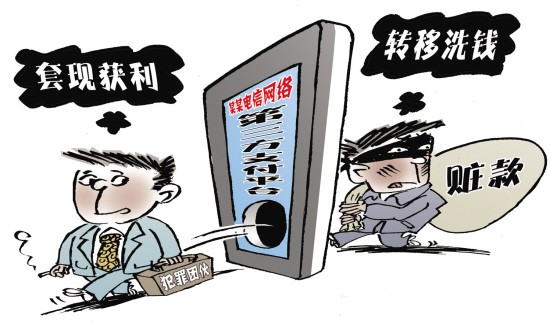 套现获利
转移洗钱
某某电信网络
第三方支付平台
赃款
犯罪团伙